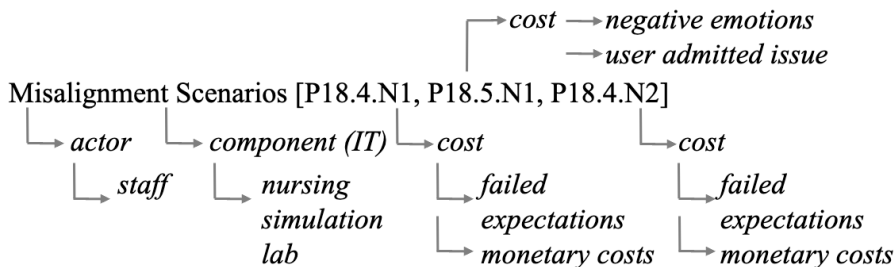 cost negative emotions
user admitted issue
Misalignment Scenarios [P18.4.N1, P18.5.N1, P18.4.N2]
actor component (IT) cost cost
staff nursing failed failed
simulation expectations expectations
lab monetary costs monetary costs